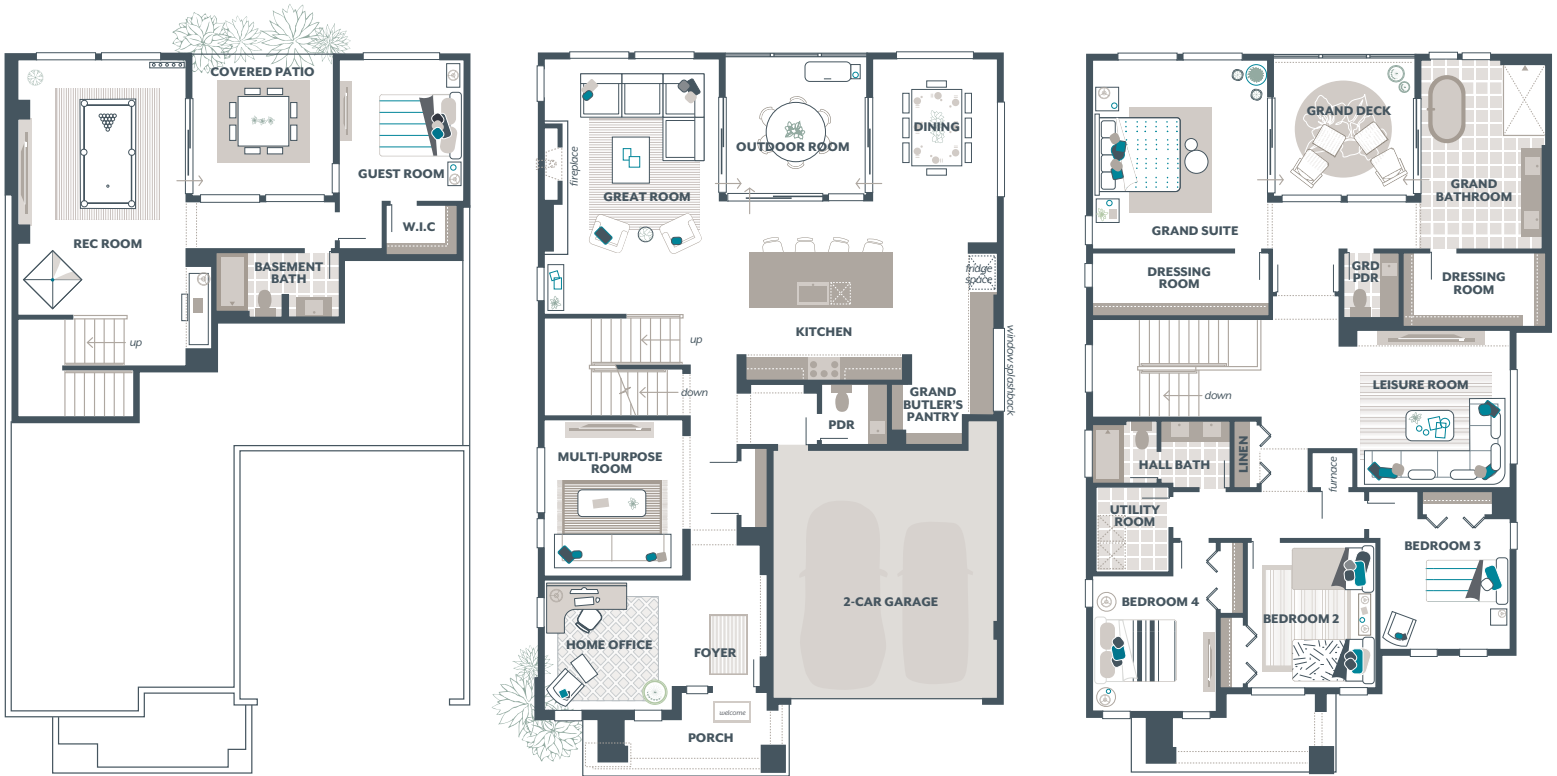 COVERED PATIO
GUEST ROOM
W.I.C
REC ROOM
BASEMENT
BATH
up
fireplace
GREAT ROOM
OUTDOOR ROOM
DINING
fridge
space
KITCHEN
window splashback
up
down
GRAND
BUTLER'S
PANTRY
PDR
MULTI-PURPOSE
ROOM
2-CAR GARAGE
HOME OFFICE
FOYER
welcome
PORCH
GRAND DECK
GRAND
BATHROOM
GRAND SUITE
DRESSING
ROOM
GRD
PDR
DRESSING
ROOM
LEISURE ROOM
down
HALL BATH
LINEN
furnace
UTILITY
ROOM
BEDROOM 3
BEDROOM 4
BEDROOM 2